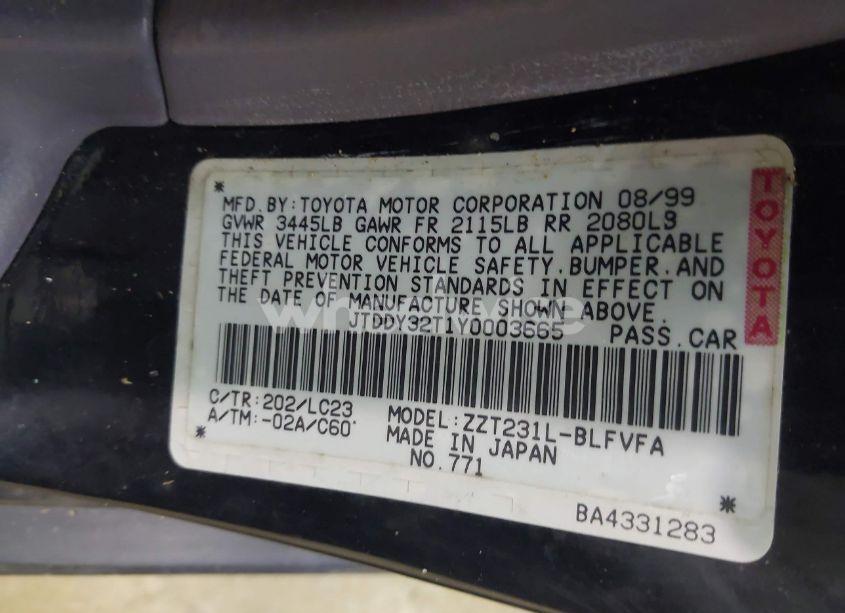 MFD.BY:TOYOTA MOTOR CORPORATION 08/99
GVWR 3445LB GAWR FR 2115LB RR 2080LB
THIS VEHICLE CONFORMS TO ALL APPLICABLE
FEDERAL MOTOR VEHICLE SAFETY.BUMPER.AND
THEFT PREVENTION STANDARDS IN EFFECT ON
THE DATE OF MANUFACTURE SHOWN ABOVE.
JTDDY32T1Y0003665 PASS.CAR
C/TR:202/LC23 MODEL:ZZT231L-BLFVFA
A/TM:-02A/C60 MADE IN JAPAN
NO.771
BA4331283
TOYOTA